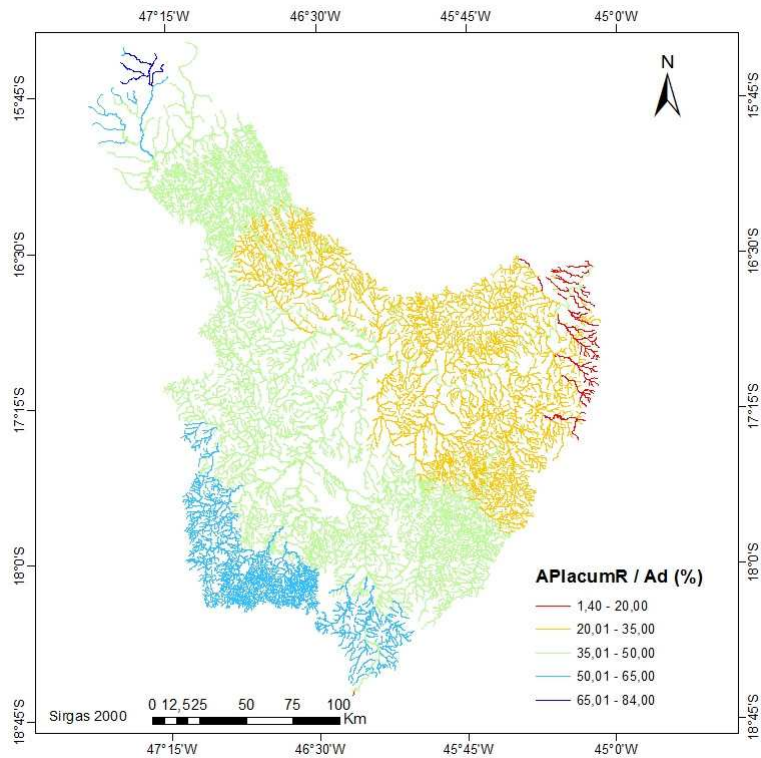 47°15'W 46°30'W 45°45'W 45°0'W
N
15°45'S 15°45'S
16°30'S 16°30'S
17°15'S 17°15'S
18°0'S 18°0'S
18°45'S 18°45'S
APlacumR / Ad (%)
1,40 - 20,00
20,01 - 35,00
35,01 - 50,00
50,01 - 65,00
65,01 - 84,00
Sirgas 2000
0 12,525 50 75 100
Km
47°15'W 46°30'W 45°45'W 45°0'W